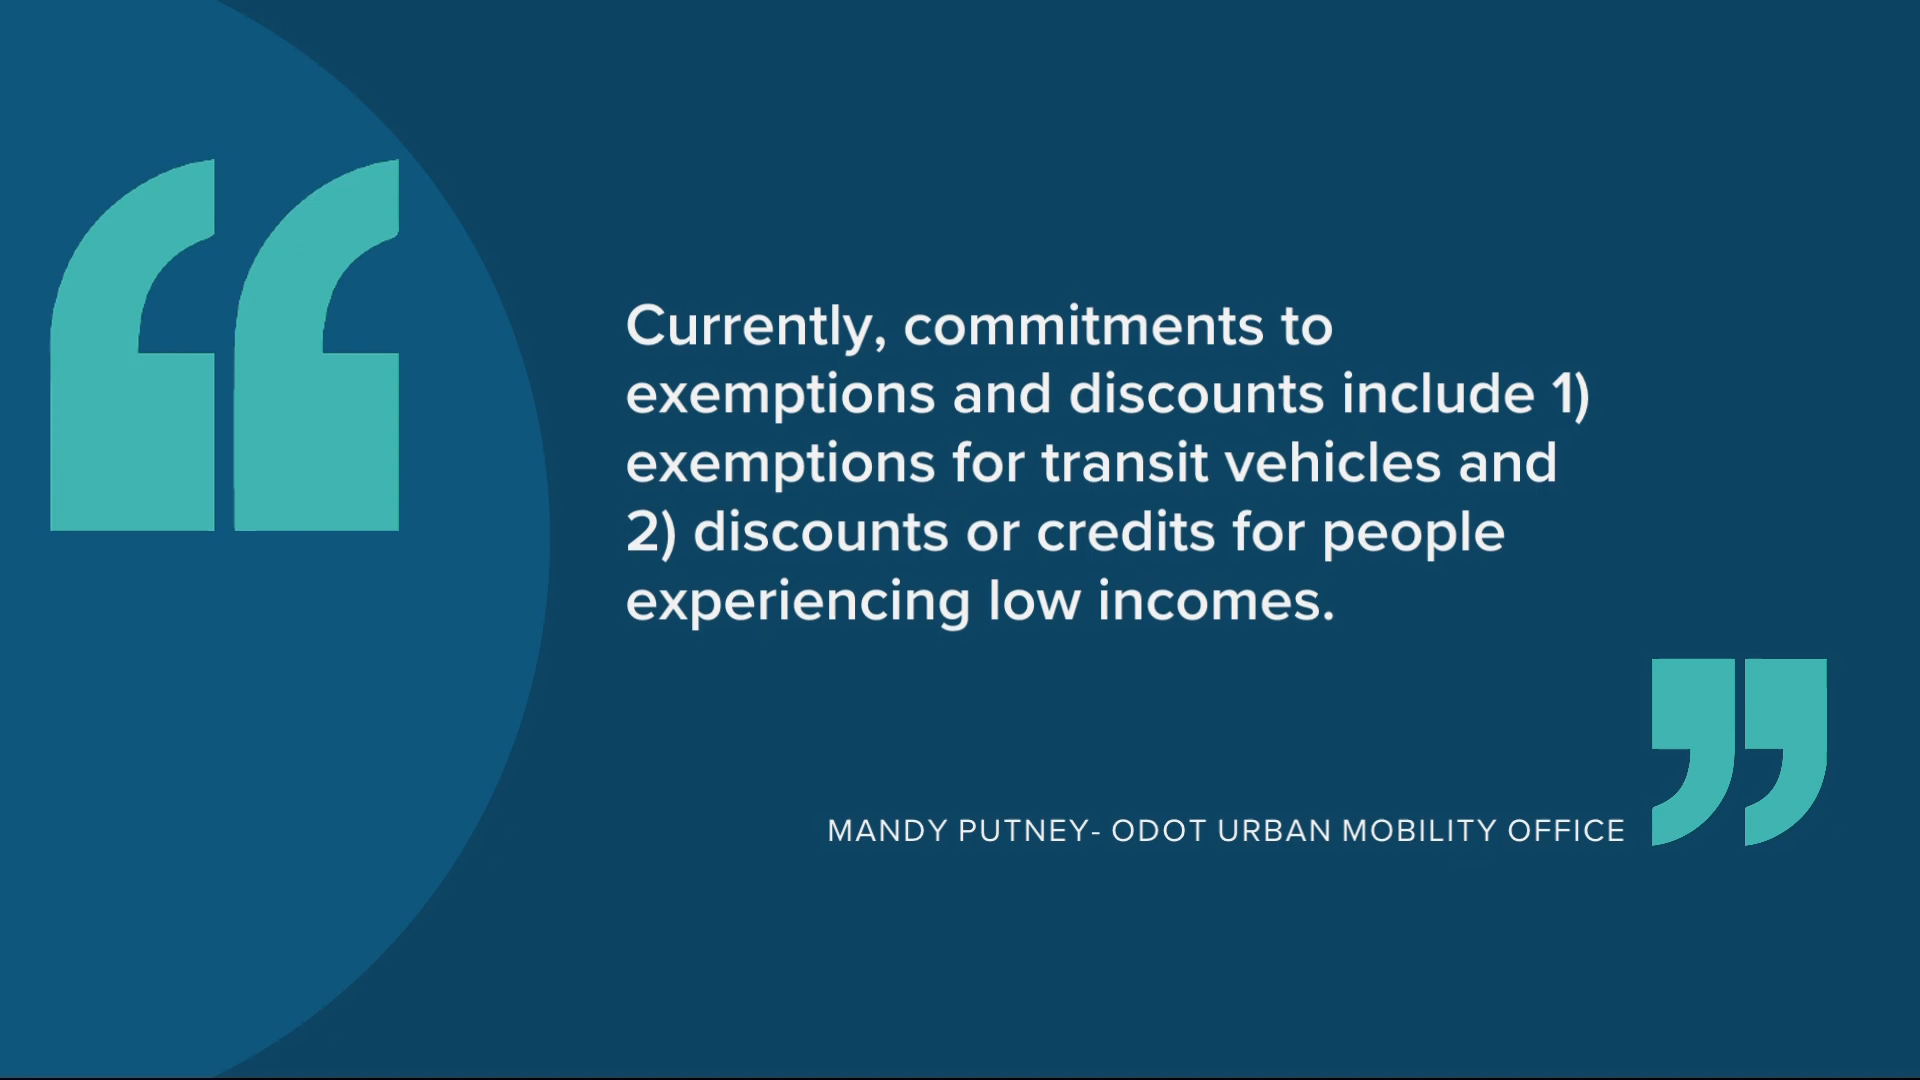 Currently, commitments to
exemptions and discounts include 1)
exemptions for transit vehicles and
2) discounts or credits for people
experiencing low incomes.
MANDY PUTNEY- ODOT URBAN MOBILITY OFFICE